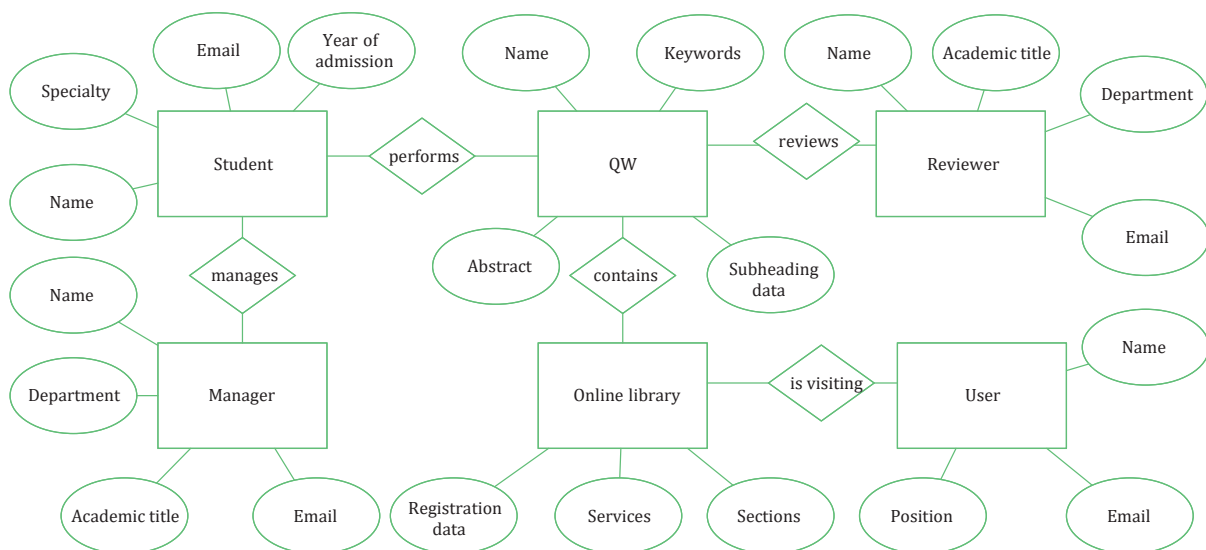 Email
Year of
admission
Name
Keywords
Name
Academic title
Specialty
Department
Student
performs
QW
reviews
Reviewer
Name
Email
Abstract
manages
contains
Subheading
data
Name
Name
Department
Manager
Online library
is visiting
User
Academic title
Email
Registration
data
Services
Sections
Position
Email